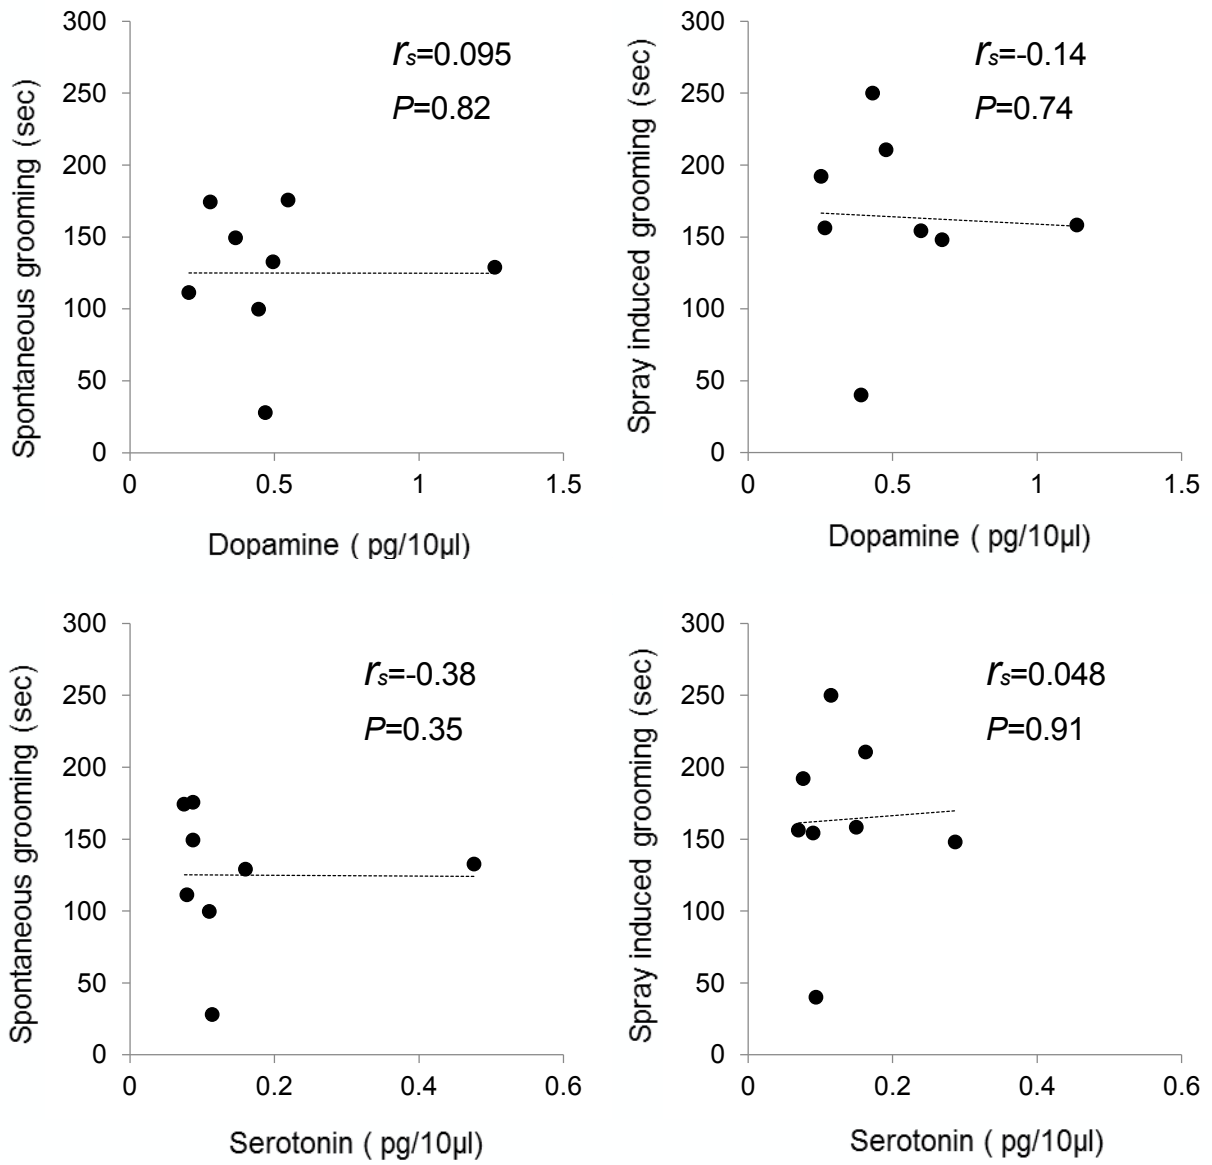 300
250
200
150
100
50
0
Spontaneous grooming (sec)
rs=0.095
P=0.82
0 0.5 1 1.5
Dopamine ( pg/10µl)
300
250
200
150
100
50
0
Spray induced grooming (sec)
rs=-0.14
P=0.74
0 0.5 1 1.5
Dopamine ( pg/10µl)
300
250
200
150
100
50
0
Spontaneous grooming (sec)
rs=-0.38
P=0.35
0 0.2 0.4 0.6
Serotonin ( pg/10µl)
300
250
200
150
100
50
0
Spray induced grooming (sec)
rs=0.048
P=0.91
0 0.2 0.4 0.6
Serotonin ( pg/10µl)